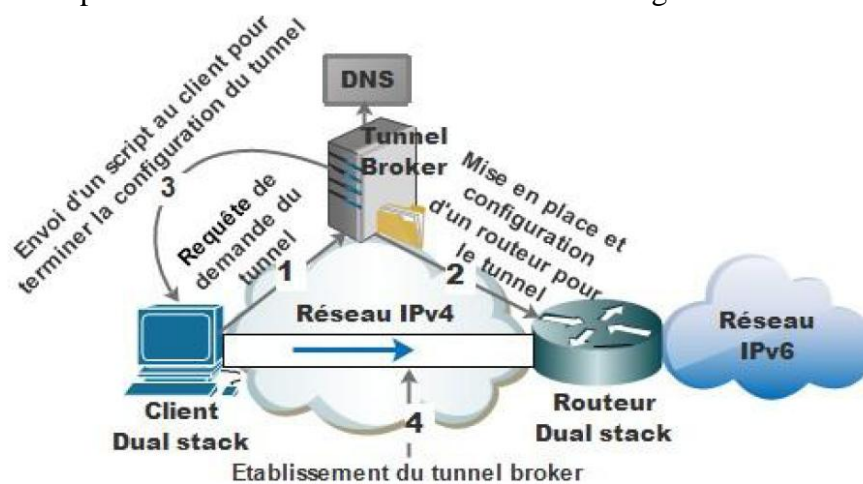 DNS
Tunnel
Broker
Envoi d'un script au client pour
terminer la configuration du tunnel
3
Requête de
demande du
tunnel
1
Mise en place et
configuration
d'un routeur pour
le tunnel
2
Réseau IPv4
Réseau
IPv6
Client
Dual stack
4
Routeur
Dual stack
Etablissement du tunnel broker